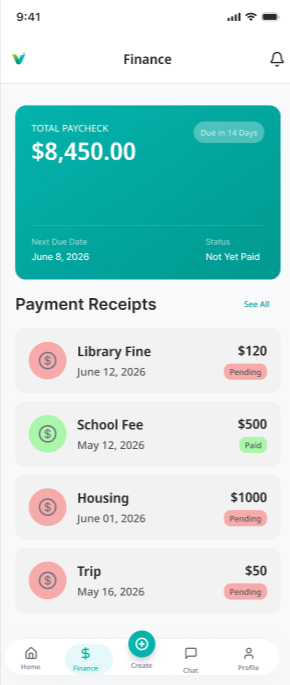 9:41
Finance
TOTAL PAYCHECK
Due in 14 Days
$8,450.00
Next Due Date
Status
June 8, 2026
Not Yet Paid
Payment Receipts
See All
Library Fine
$120
June 12, 2026
Pending
School Fee
$500
May 12, 2026
Paid
Housing
$1000
June 01, 2026
Pending
Trip
$50
May 16, 2026
Pending
Home
Finance
Create
Chat
Profile